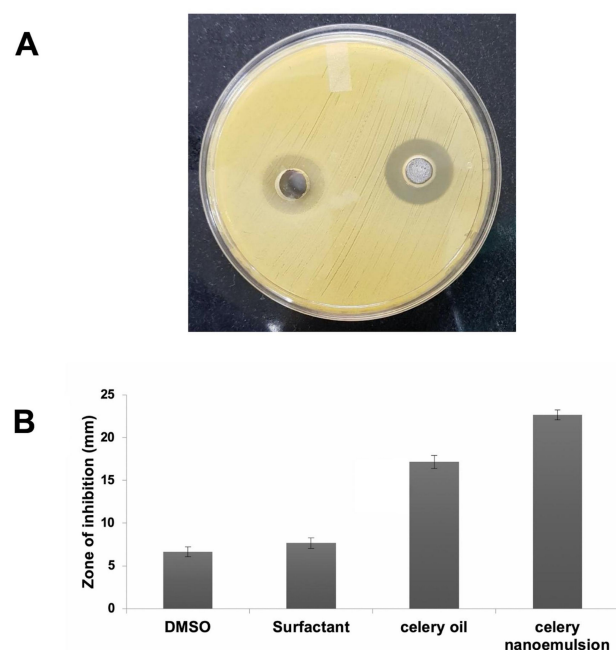 A
B
Zone of inhibition (mm)
25
20
15
10
5
0
DMSO
Surfactant
celery oil
celery
nanoemulsion